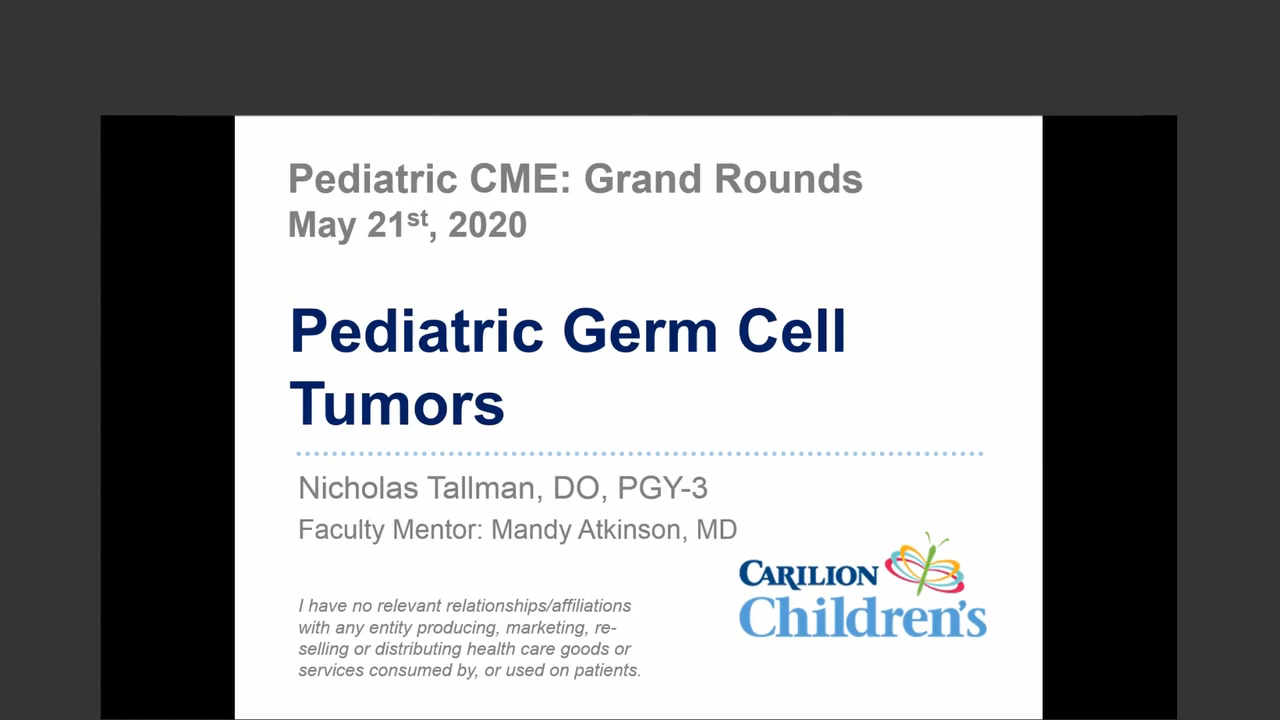 Pediatric CME: Grand Rounds
May 21st, 2020
Pediatric Germ Cell
Tumors
Nicholas Tallman, DO, PGY-3
Faculty Mentor: Mandy Atkinson, MD
CARILION
Children's
I have no relevant relationships/affiliations
with any entity producing, marketing, re-
selling or distributing health care goods or
services consumed by, or used on patients.